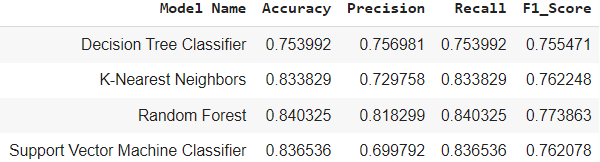 Model Name Accuracy Precision Recall F1_Score
Decision Tree Classifier 0.753992 0.756981 0.753992 0.755471
K-Nearest Neighbors 0.833829 0.729758 0.833829 0.762248
Random Forest 0.840325 0.818299 0.840325 0.773863
Support Vector Machine Classifier 0.836536 0.699792 0.836536 0.762078